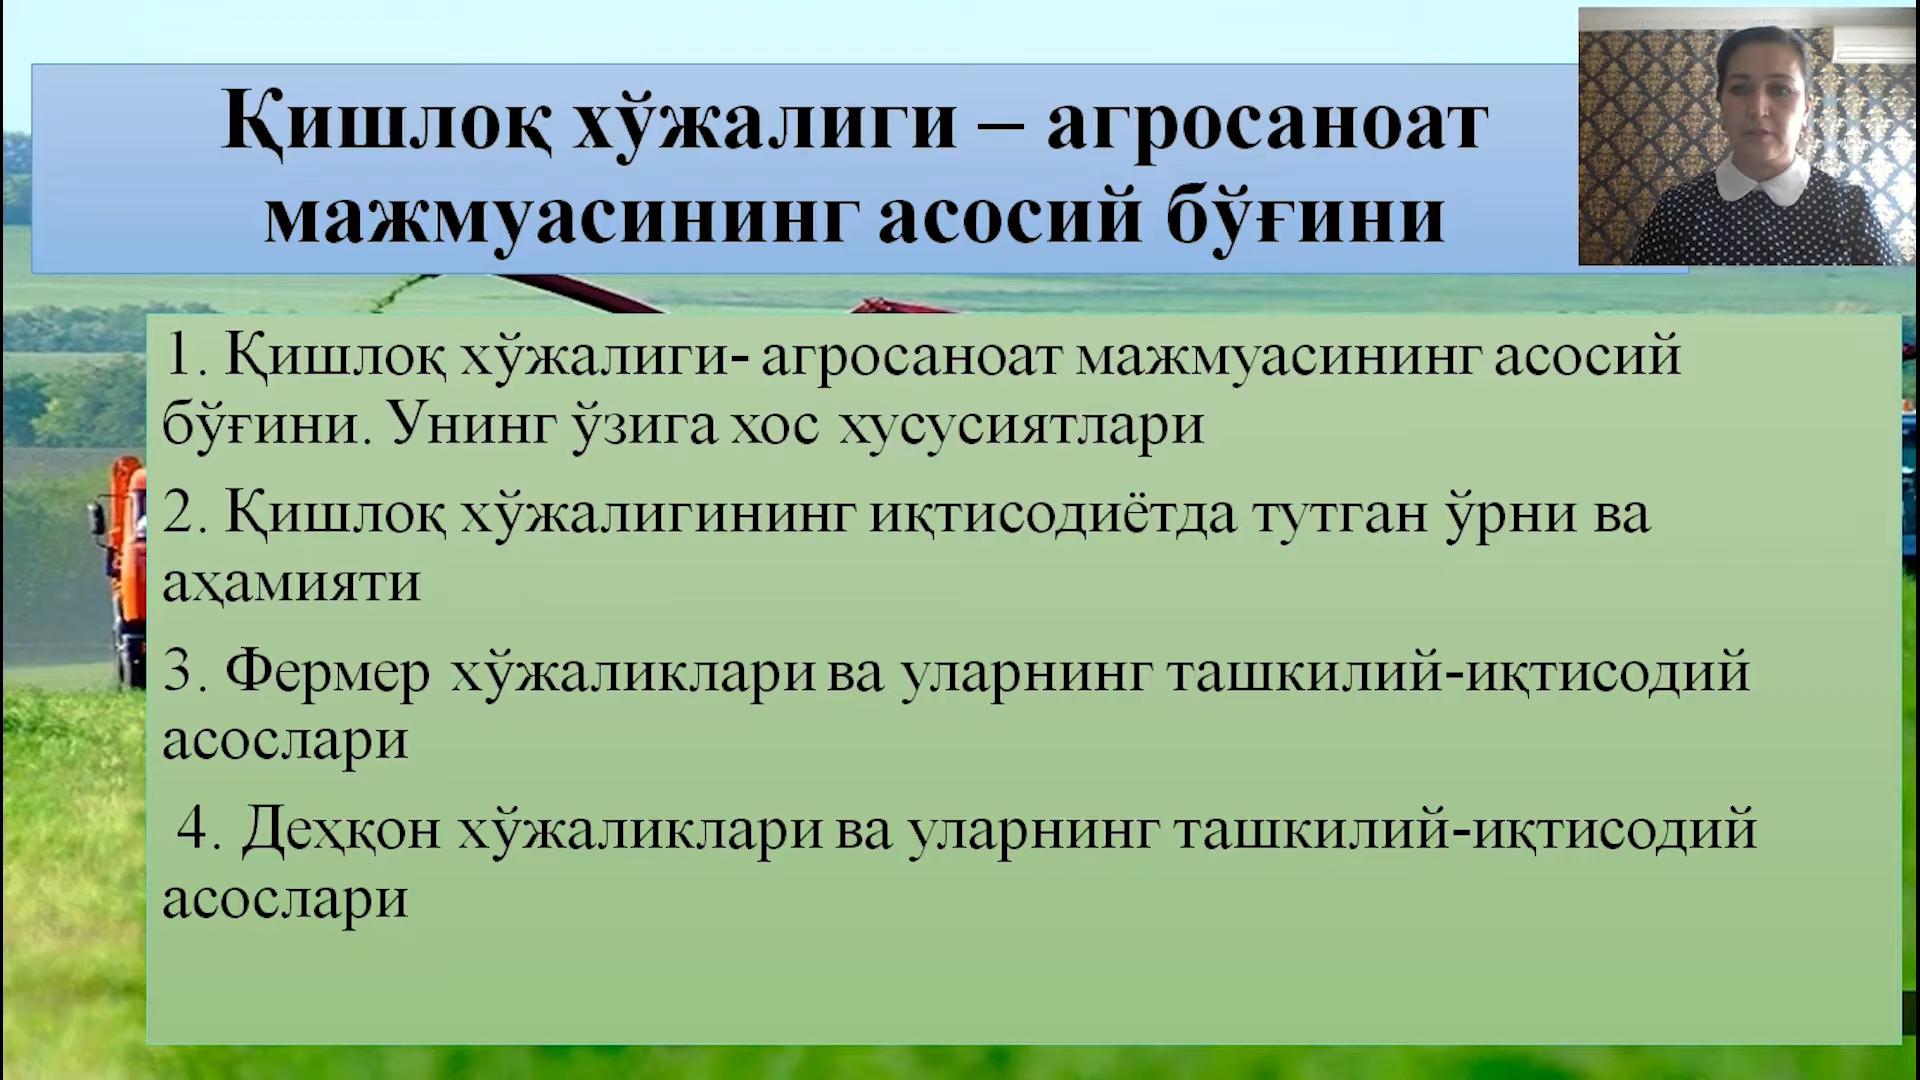 Қишлоқ хўжалиги – агросаноат
мажмуасининг асосий бўғини
1. Қишлоқ хўжалиги- агросаноат мажмуасининг асосий
бўғини. Унинг ўзига хос хусусиятлари
2. Қишлоқ хўжалигининг иқтисодиётда тутган ўрни ва
аҳамияти
3. Фермер хўжаликлари ва уларнинг ташкилий-иқтисодий
асослари
4. Деҳқон хўжаликлари ва уларнинг ташкилий-иқтисодий
асослари